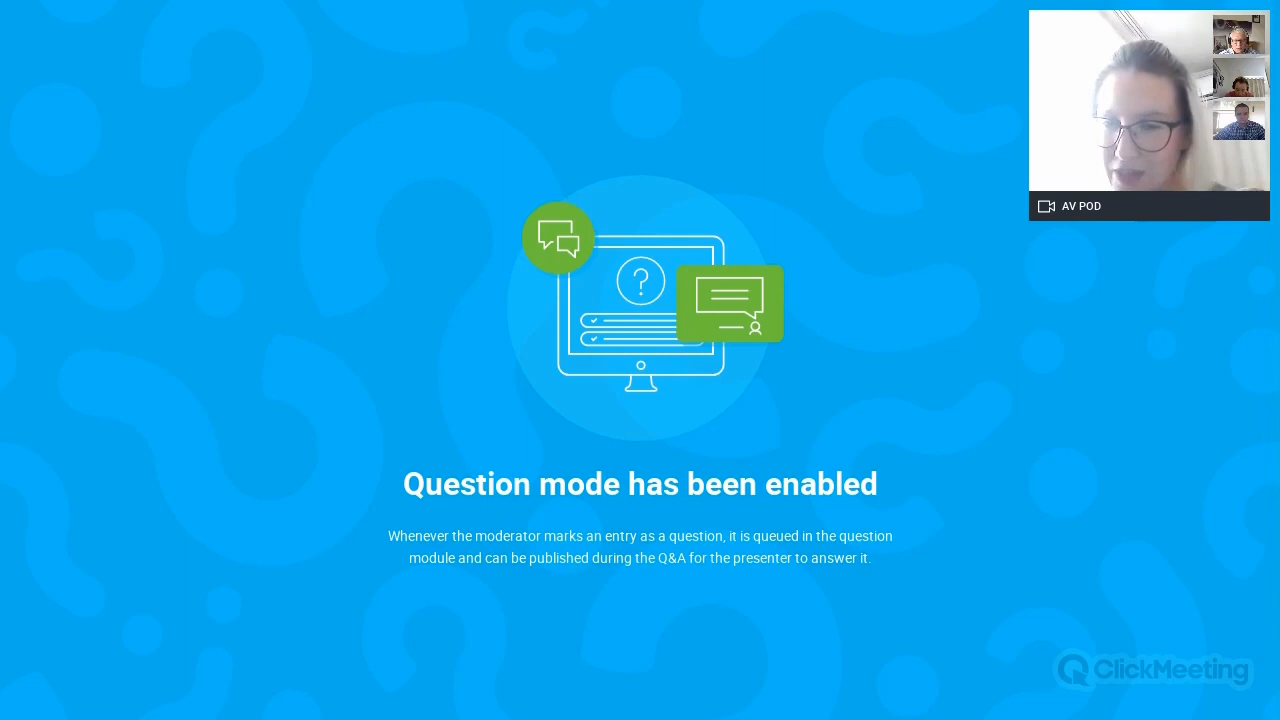 AV POD
Question mode has been enabled
Whenever the moderator marks an entry as a question, it is queued in the question
module and can be published during the Q&A for the presenter to answer it.
ClickMeeting